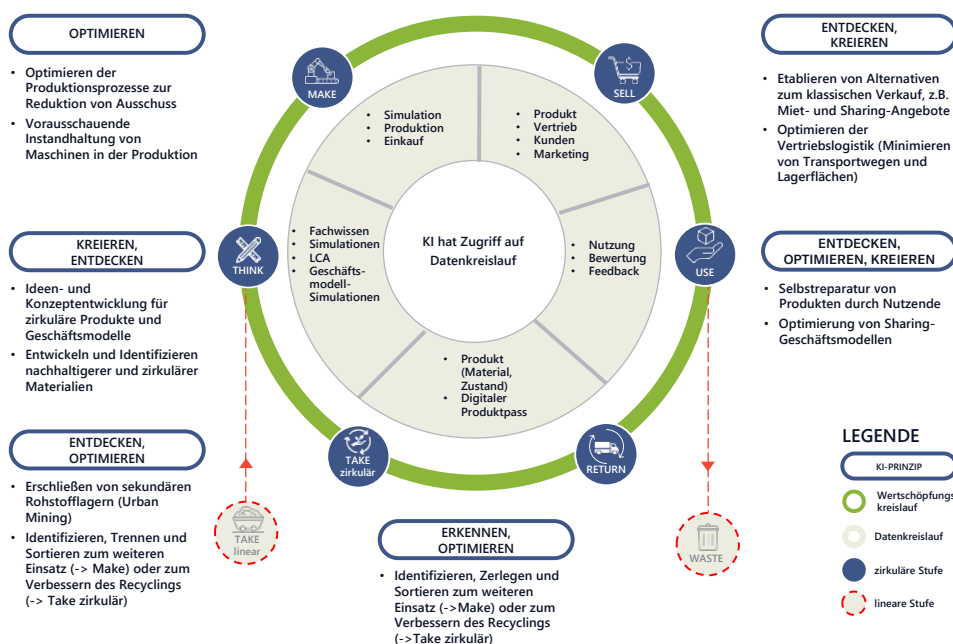 OPTIMIEREN
• Optimieren der
Produktionsprozesse zur
Reduktion von Ausschuss
• Vorausschauende
Instandhaltung von
Maschinen in der Produktion
KREIEREN,
ENTDECKEN
• Ideen- und
Konzeptentwicklung für
zirkuläre Produkte und
Geschäftsmodelle
• Entwickeln und Identifizieren
nachhaltigerer und zirkulärer
Materialien
ENTDECKEN,
OPTIMIEREN
• Erschließen von sekundären
Rohstofflagern (Urban
Mining)
• Identifizieren, Trennen und
Sortieren zum weiteren
Einsatz (-> Make) oder zum
Verbessern des Recyclings
(-> Take zirkulär)
MAKE
SELL
THINK
USE
TAKE
zirkulär
RETURN
TAKE
linear
WASTE
• Simulation
• Produktion
• Einkauf
• Produkt
• Vertrieb
• Kunden
• Marketing
• Fachwissen
• Simulationen
• LCA
• Geschäfts-
modell-
Simulationen
KI hat Zugriff auf
Datenkreislauf
• Nutzung
• Bewertung
• Feedback
• Produkt
(Material,
Zustand)
• Digitaler
Produktpass
ERKENNEN,
OPTIMIEREN
• Identifizieren, Zerlegen und
Sortieren zum weiteren
Einsatz (->Make) oder zum
Verbessern des Recyclings
(->Take zirkulär)
ENTDECKEN,
KREIEREN
• Etablieren von Alternativen
zum klassischen Verkauf, z.B.
Miet- und Sharing-Angebote
• Optimieren der
Vertriebslogistik (Minimieren
von Transportwegen und
Lagerflächen)
ENTDECKEN,
OPTIMIEREN, KREIEREN
• Selbstreparatur von
Produkten durch Nutzende
• Optimierung von Sharing-
Geschäftsmodellen
LEGENDE
KI-PRINZIP
Wertschöpfungs
kreislauf
Datenkreislauf
zirkuläre Stufe
lineare Stufe